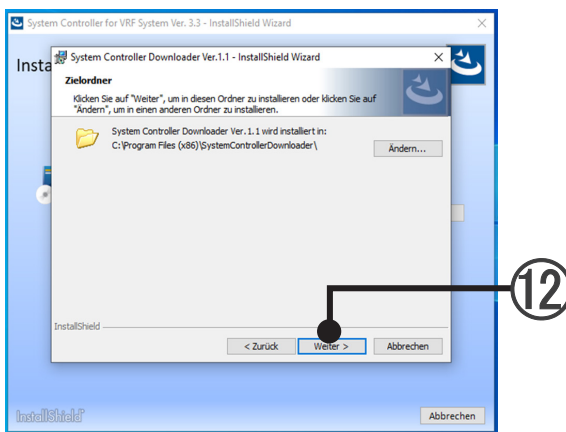 System Controller for VRF System Ver. 3.3 - InstallShield Wizard
Insta
System Controller Downloader Ver.1.1 - InstallShield Wizard
Zielordner
Klicken Sie auf "Weiter", um in diesen Ordner zu installieren oder klicken Sie auf
"Ändern", um in einen anderen Ordner zu installieren.
System Controller Downloader Ver.1.1 wird installiert in:
C:\Program Files (x86)\SystemControllerDownloader\
Ändern...
⑫
InstallShield
< Zurück
Weiter >
Abbrechen
InstallShield
Abbrechen